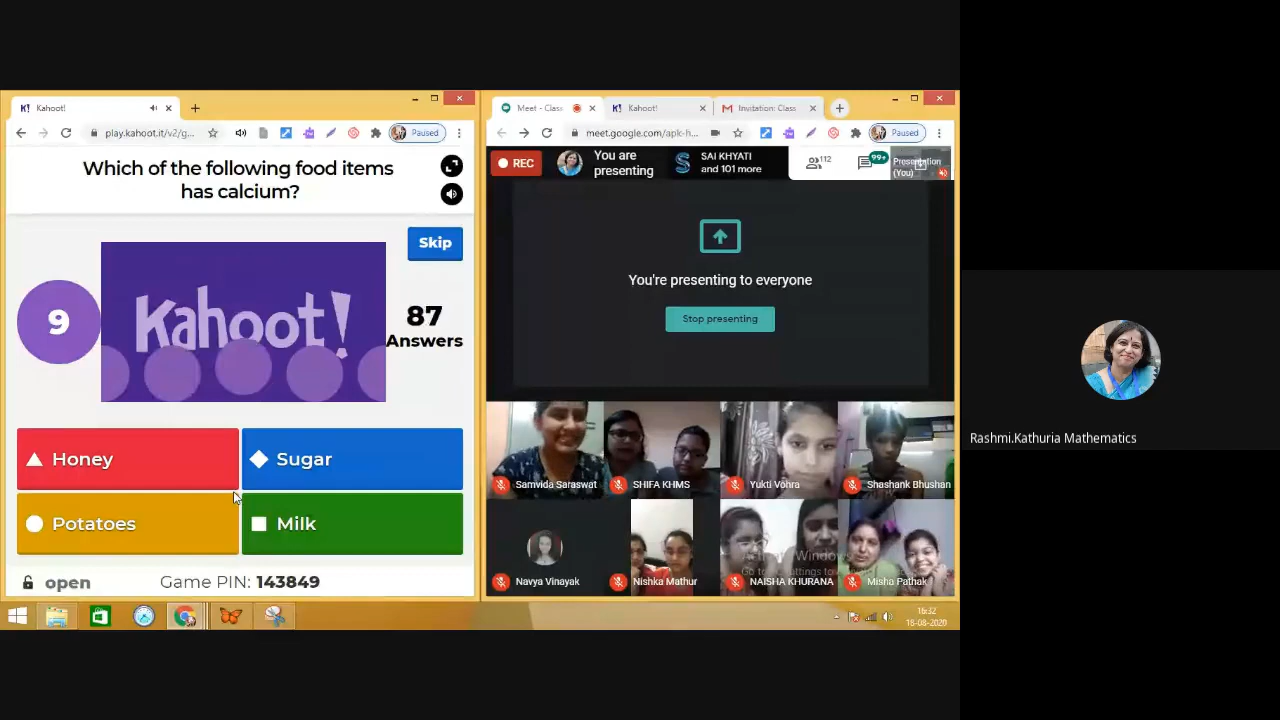 Kahoot!
play.kahoot.it/v2/g...
Paused
Which of the following food items
has calcium?
Skip
9
Kahoot!
87
Answers
Honey
Sugar
Potatoes
Milk
open
Game PIN: 143849
Meet - Clas
Kahoot!
Invitation: Class
meet.google.com/apk-h...
Paused
REC
You are
presenting
SAI KHYATI
and 101 more
112
99+
Presentation
(You)
You're presenting to everyone
Stop presenting
Samvida Saraswat
SHIFA KHMS
Yukti Vohra
Shashank Bhushan
Navya Vinayak
Nishka Mathur
NAISHA KHURANA
Misha Pathak
Windows
16:32
18-08-2020
Rashmi.Kathuria Mathematics